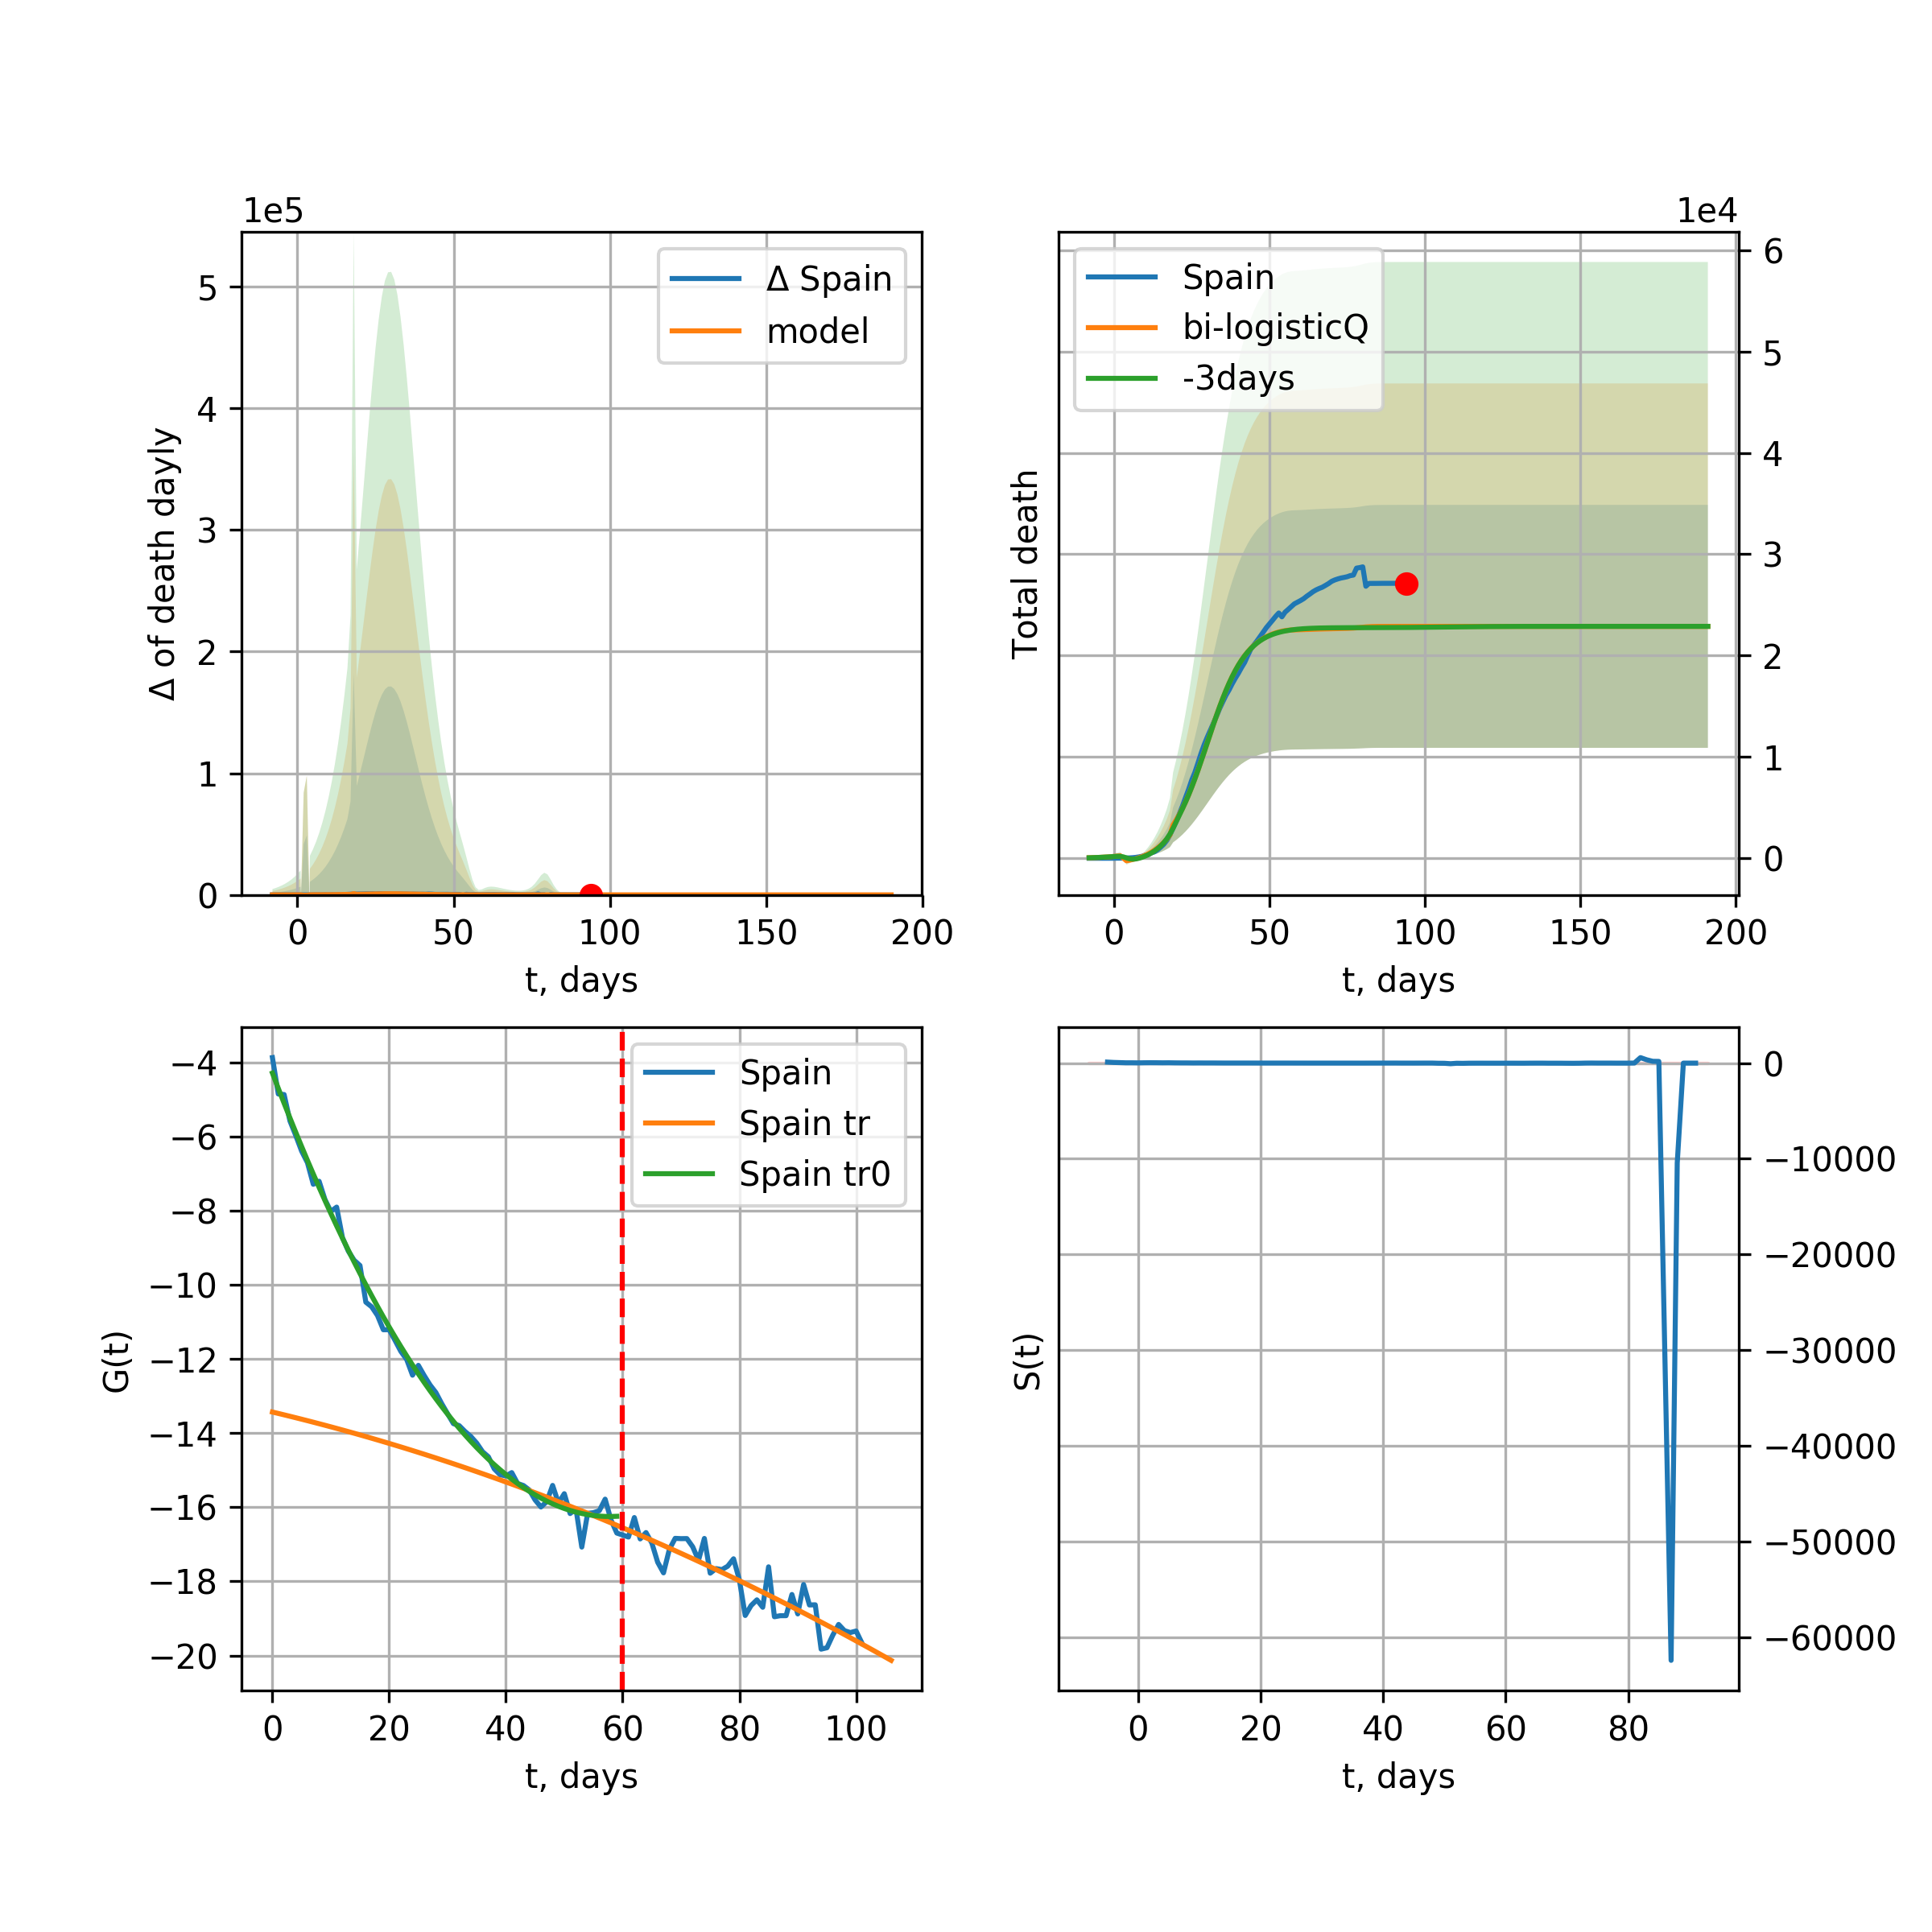 1e5
Δ of death dayly
5
4
3
2
1
0
Δ Spain
model
0
50
100
150
200
t, days
1e4
Total death
Spain
bi-logisticQ
-3days
6
5
4
3
2
1
0
0
50
100
150
200
t, days
G(t)
−4
−6
−8
−10
−12
−14
−16
−18
−20
Spain
Spain tr
Spain tr0
0
20
40
60
80
100
t, days
S(t)
0
−10000
−20000
−30000
−40000
−50000
−60000
0
20
40
60
80
t, days